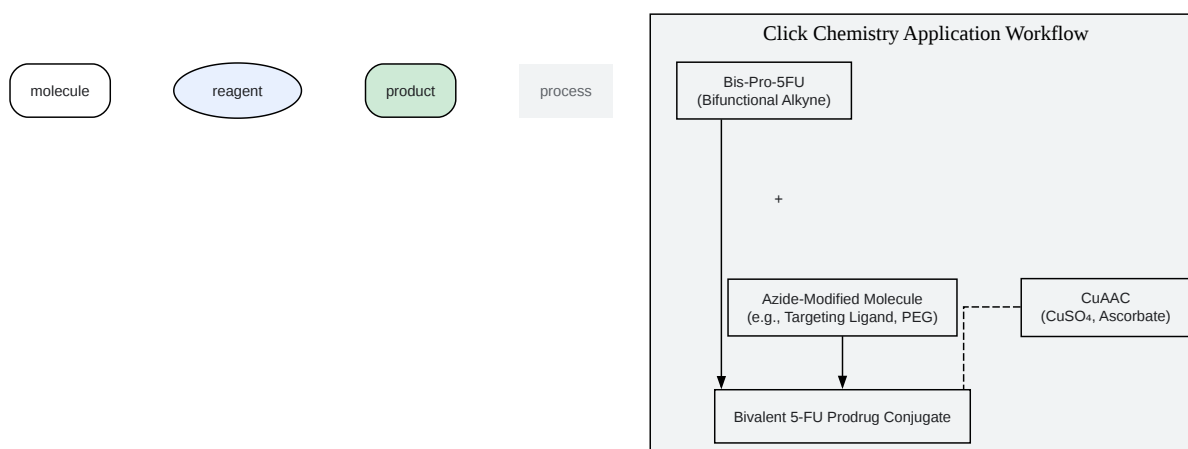 molecule
reagent
product
process
Click Chemistry Application Workflow
Bis-Pro-5FU
(Bifunctional Alkyne)
+
Azide-Modified Molecule
(e.g., Targeting Ligand, PEG)
CuAAC
(CuSO₄, Ascorbate)
Bivalent 5-FU Prodrug Conjugate